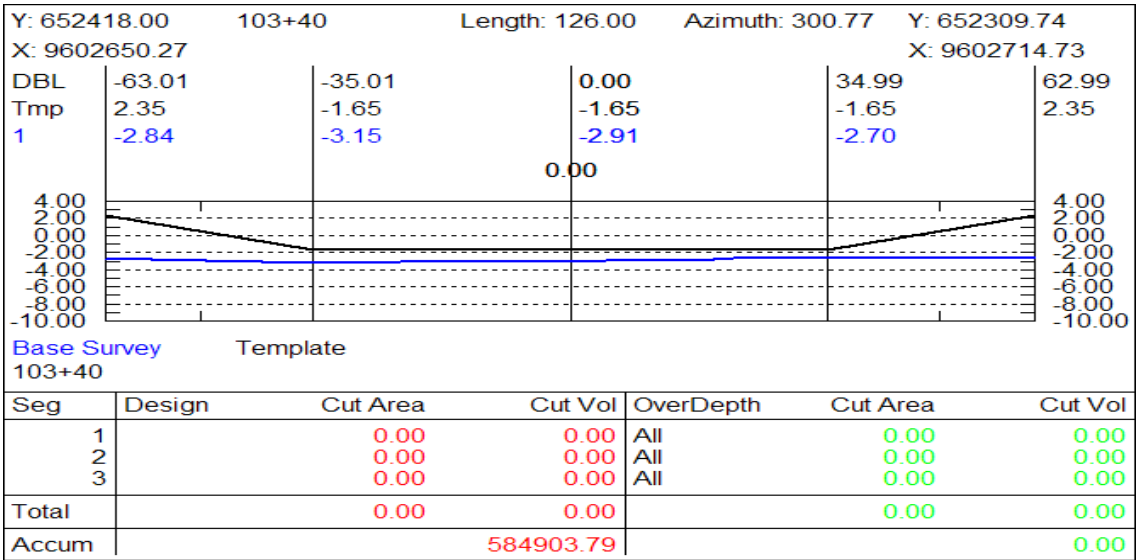 Y: 652418.00 103+40 Length: 126.00 Azimuth: 300.77 Y: 652309.74
X: 9602650.27 X: 9602714.73
DBL -63.01 -35.01 0.00 34.99 62.99
Tmp 2.35 -1.65 -1.65 -1.65 2.35
1 -2.84 -3.15 -2.91 -2.70
0.00
4.00 4.00
2.00 2.00
0.00 0.00
-2.00 -2.00
-4.00 -4.00
-6.00 -6.00
-8.00 -8.00
-10.00 -10.00
Base Survey Template
103+40
Seg Design Cut Area Cut Vol OverDepth Cut Area Cut Vol
1 0.00 0.00 All 0.00 0.00
2 0.00 0.00 All 0.00 0.00
3 0.00 0.00 All 0.00 0.00
Total 0.00 0.00 0.00 0.00
Accum 584903.79 0.00